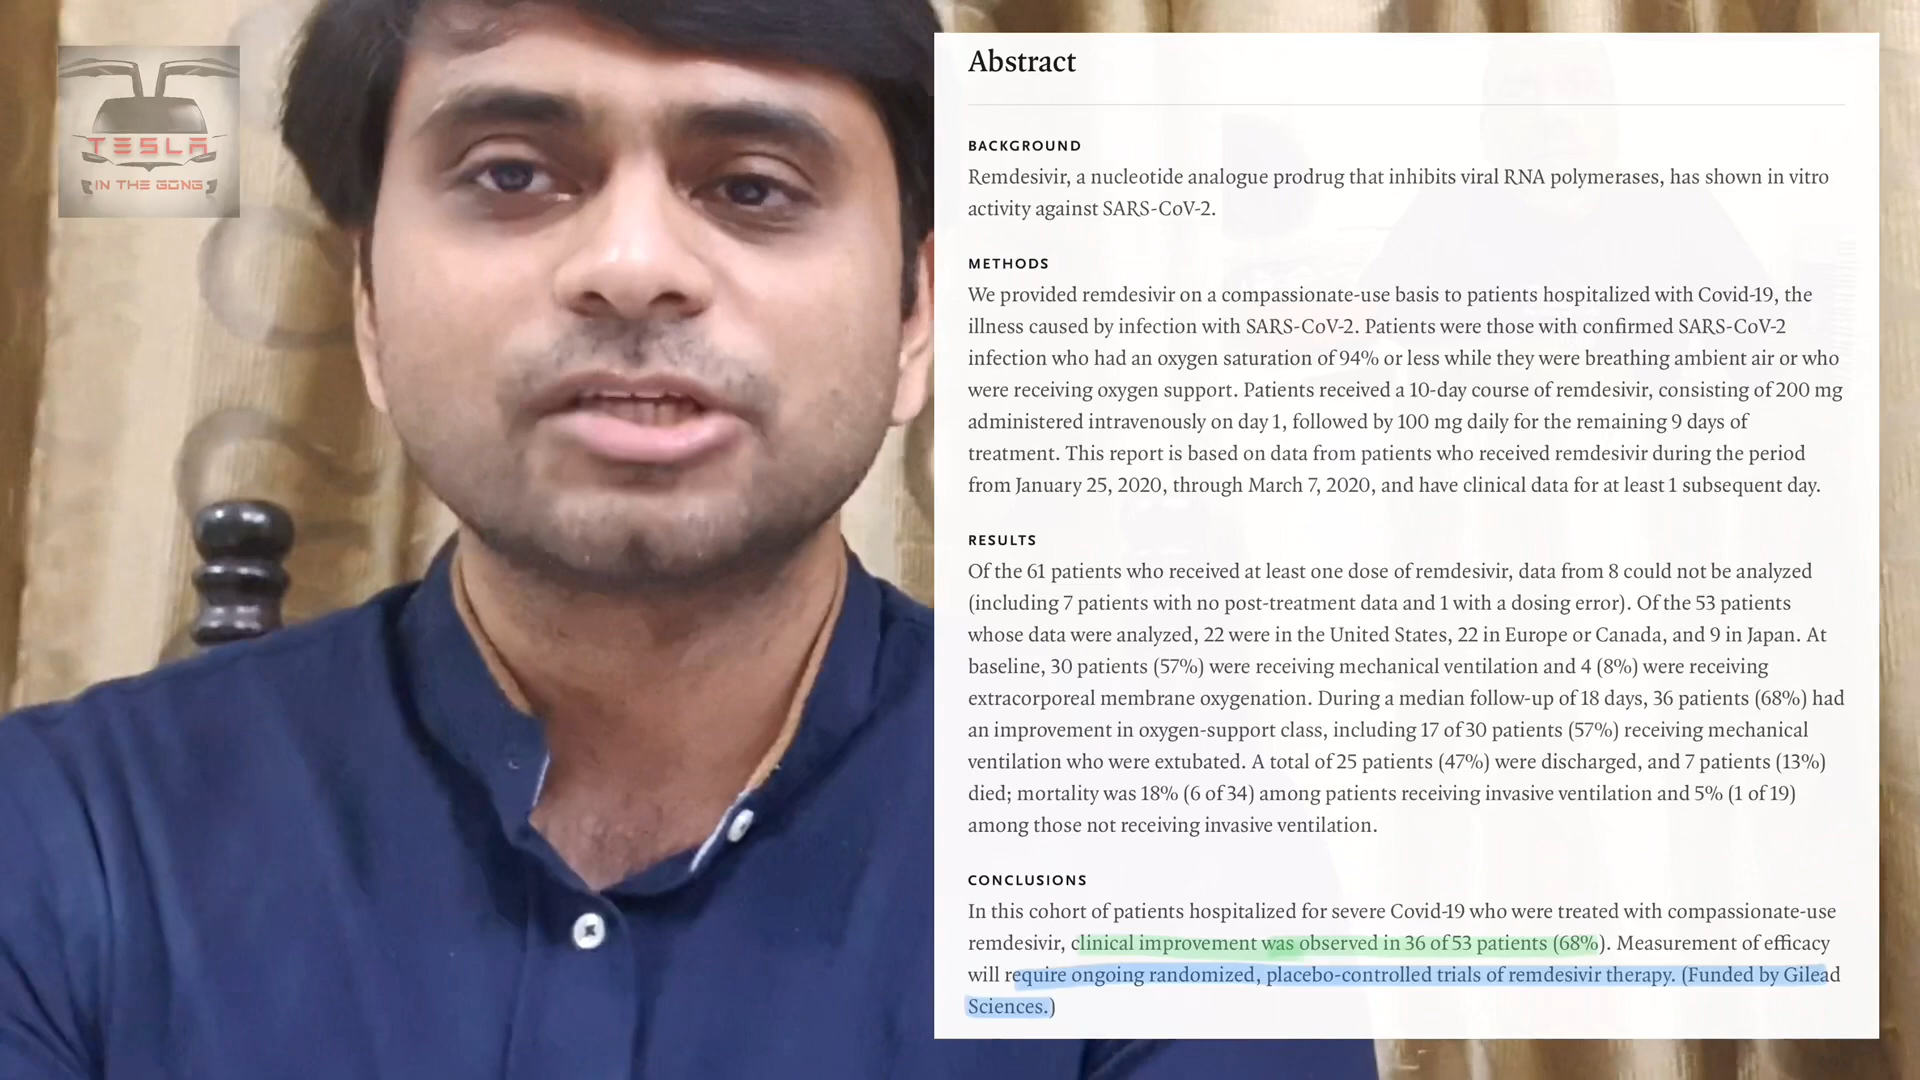 TESLA
IN THE GONG
Abstract
BACKGROUND
Remdesivir, a nucleotide analogue prodrug that inhibits viral RNA polymerases, has shown in vitro
activity against SARS-CoV-2.
METHODS
We provided remdesivir on a compassionate-use basis to patients hospitalized with Covid-19, the
illness caused by infection with SARS-CoV-2. Patients were those with confirmed SARS-CoV-2
infection who had an oxygen saturation of 94% or less while they were breathing ambient air or who
were receiving oxygen support. Patients received a 10-day course of remdesivir, consisting of 200 mg
administered intravenously on day 1, followed by 100 mg daily for the remaining 9 days of
treatment. This report is based on data from patients who received remdesivir during the period
from January 25, 2020, through March 7, 2020, and have clinical data for at least 1 subsequent day.
RESULTS
Of the 61 patients who received at least one dose of remdesivir, data from 8 could not be analyzed
(including 7 patients with no post-treatment data and 1 with a dosing error). Of the 53 patients
whose data were analyzed, 22 were in the United States, 22 in Europe or Canada, and 9 in Japan. At
baseline, 30 patients (57%) were receiving mechanical ventilation and 4 (8%) were receiving
extracorporeal membrane oxygenation. During a median follow-up of 18 days, 36 patients (68%) had
an improvement in oxygen-support class, including 17 of 30 patients (57%) receiving mechanical
ventilation who were extubated. A total of 25 patients (47%) were discharged, and 7 patients (13%)
died; mortality was 18% (6 of 34) among patients receiving invasive ventilation and 5% (1 of 19)
among those not receiving invasive ventilation.
CONCLUSIONS
In this cohort of patients hospitalized for severe Covid-19 who were treated with compassionate-use
remdesivir, clinical improvement was observed in 36 of 53 patients (68%). Measurement of efficacy
will require ongoing randomized, placebo-controlled trials of remdesivir therapy. (Funded by Gilead
Sciences.)